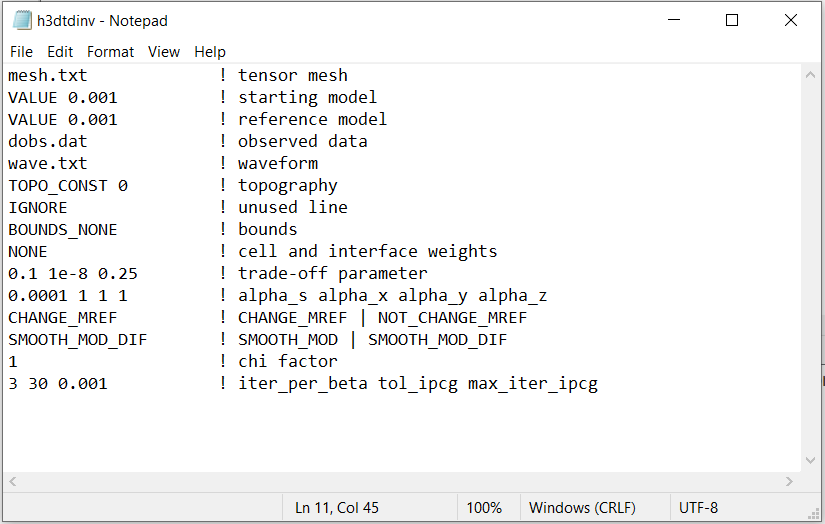 h3dtdinv - Notepad
File Edit Format View Help
mesh.txt ! tensor mesh
VALUE 0.001 ! starting model
VALUE 0.001 ! reference model
dobs.dat ! observed data
wave.txt ! waveform
TOPO_CONST 0 ! topography
IGNORE ! unused line
BOUNDS_NONE ! bounds
NONE ! cell and interface weights
0.1 1e-8 0.25 ! trade-off parameter
0.0001 1 1 1 ! alpha_s alpha_x alpha_y alpha_z
CHANGE_MREF ! CHANGE_MREF | NOT_CHANGE_MREF
SMOOTH_MOD_DIF ! SMOOTH_MOD | SMOOTH_MOD_DIF
1 ! chi factor
3 30 0.001 ! iter_per_beta tol_ipcg max_iter_ipcg
Ln 11, Col 45 100% Windows (CRLF) UTF-8